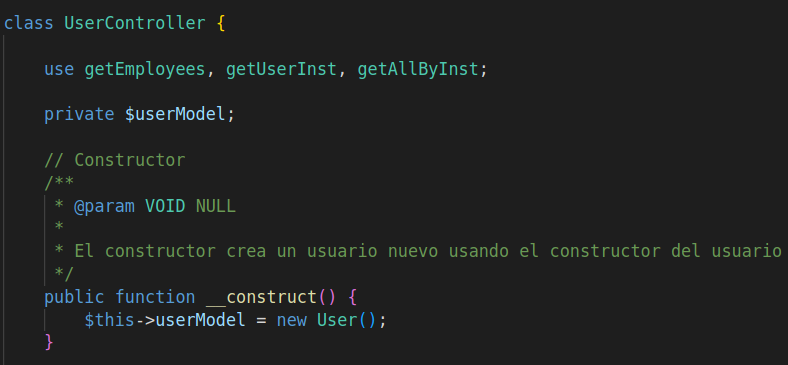 class UserController {
use getEmployees, getUserInst, getAllByInst;
private $userModel;
// Constructor
/**
* @param VOID NULL
*
* El constructor crea un usuario nuevo usando el constructor del usuario
*/
public function __construct() {
$this->userModel = new User();
}